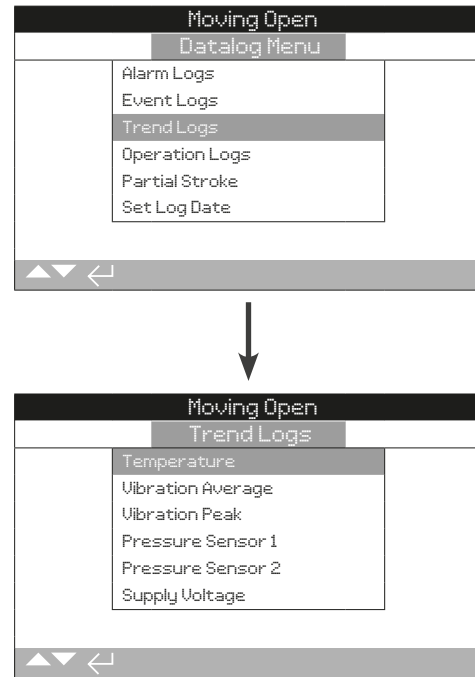 Moving Open
Datalog Menu
Alarm Logs
Event Logs
Trend Logs
Operation Logs
Partial Stroke
Set Log Date
Moving Open
Trend Logs
Temperature
Vibration Average
Vibration Peak
Pressure Sensor 1
Pressure Sensor 2
Supply Voltage